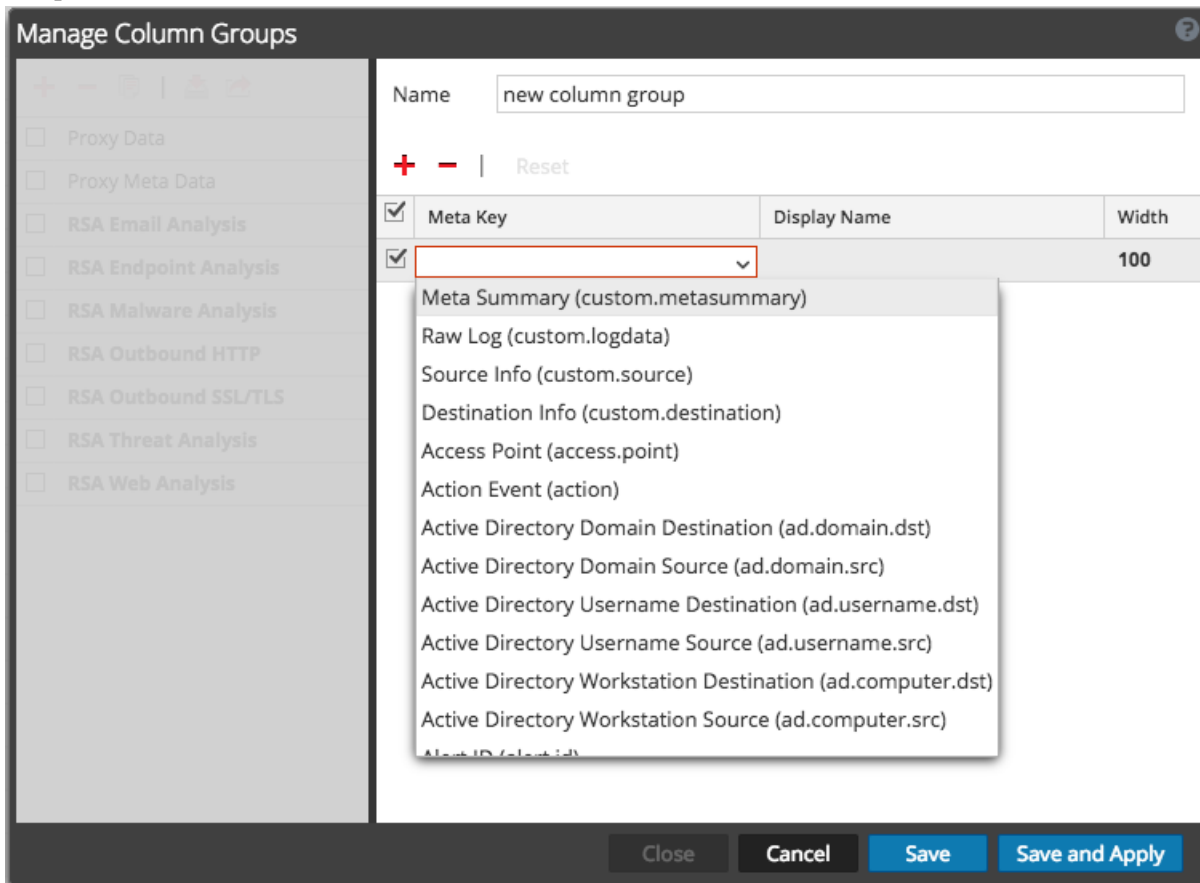 Manage Column Groups
Name new column group
Reset
Proxy Data
Proxy Meta Data
RSA Email Analysis
RSA Endpoint Analysis
RSA Malware Analysis
RSA Outbound HTTP
RSA Outbound SSL/TLS
RSA Threat Analysis
RSA Web Analysis
Meta Key Display Name Width
100
Meta Summary (custom.metasummary)
Raw Log (custom.logdata)
Source Info (custom.source)
Destination Info (custom.destination)
Access Point (access.point)
Action Event (action)
Active Directory Domain Destination (ad.domain.dst)
Active Directory Domain Source (ad.domain.src)
Active Directory Username Destination (ad.username.dst)
Active Directory Username Source (ad.username.src)
Active Directory Workstation Destination (ad.computer.dst)
Active Directory Workstation Source (ad.computer.src)
Alert ID (alert.id)
Close Cancel Save Save and Apply